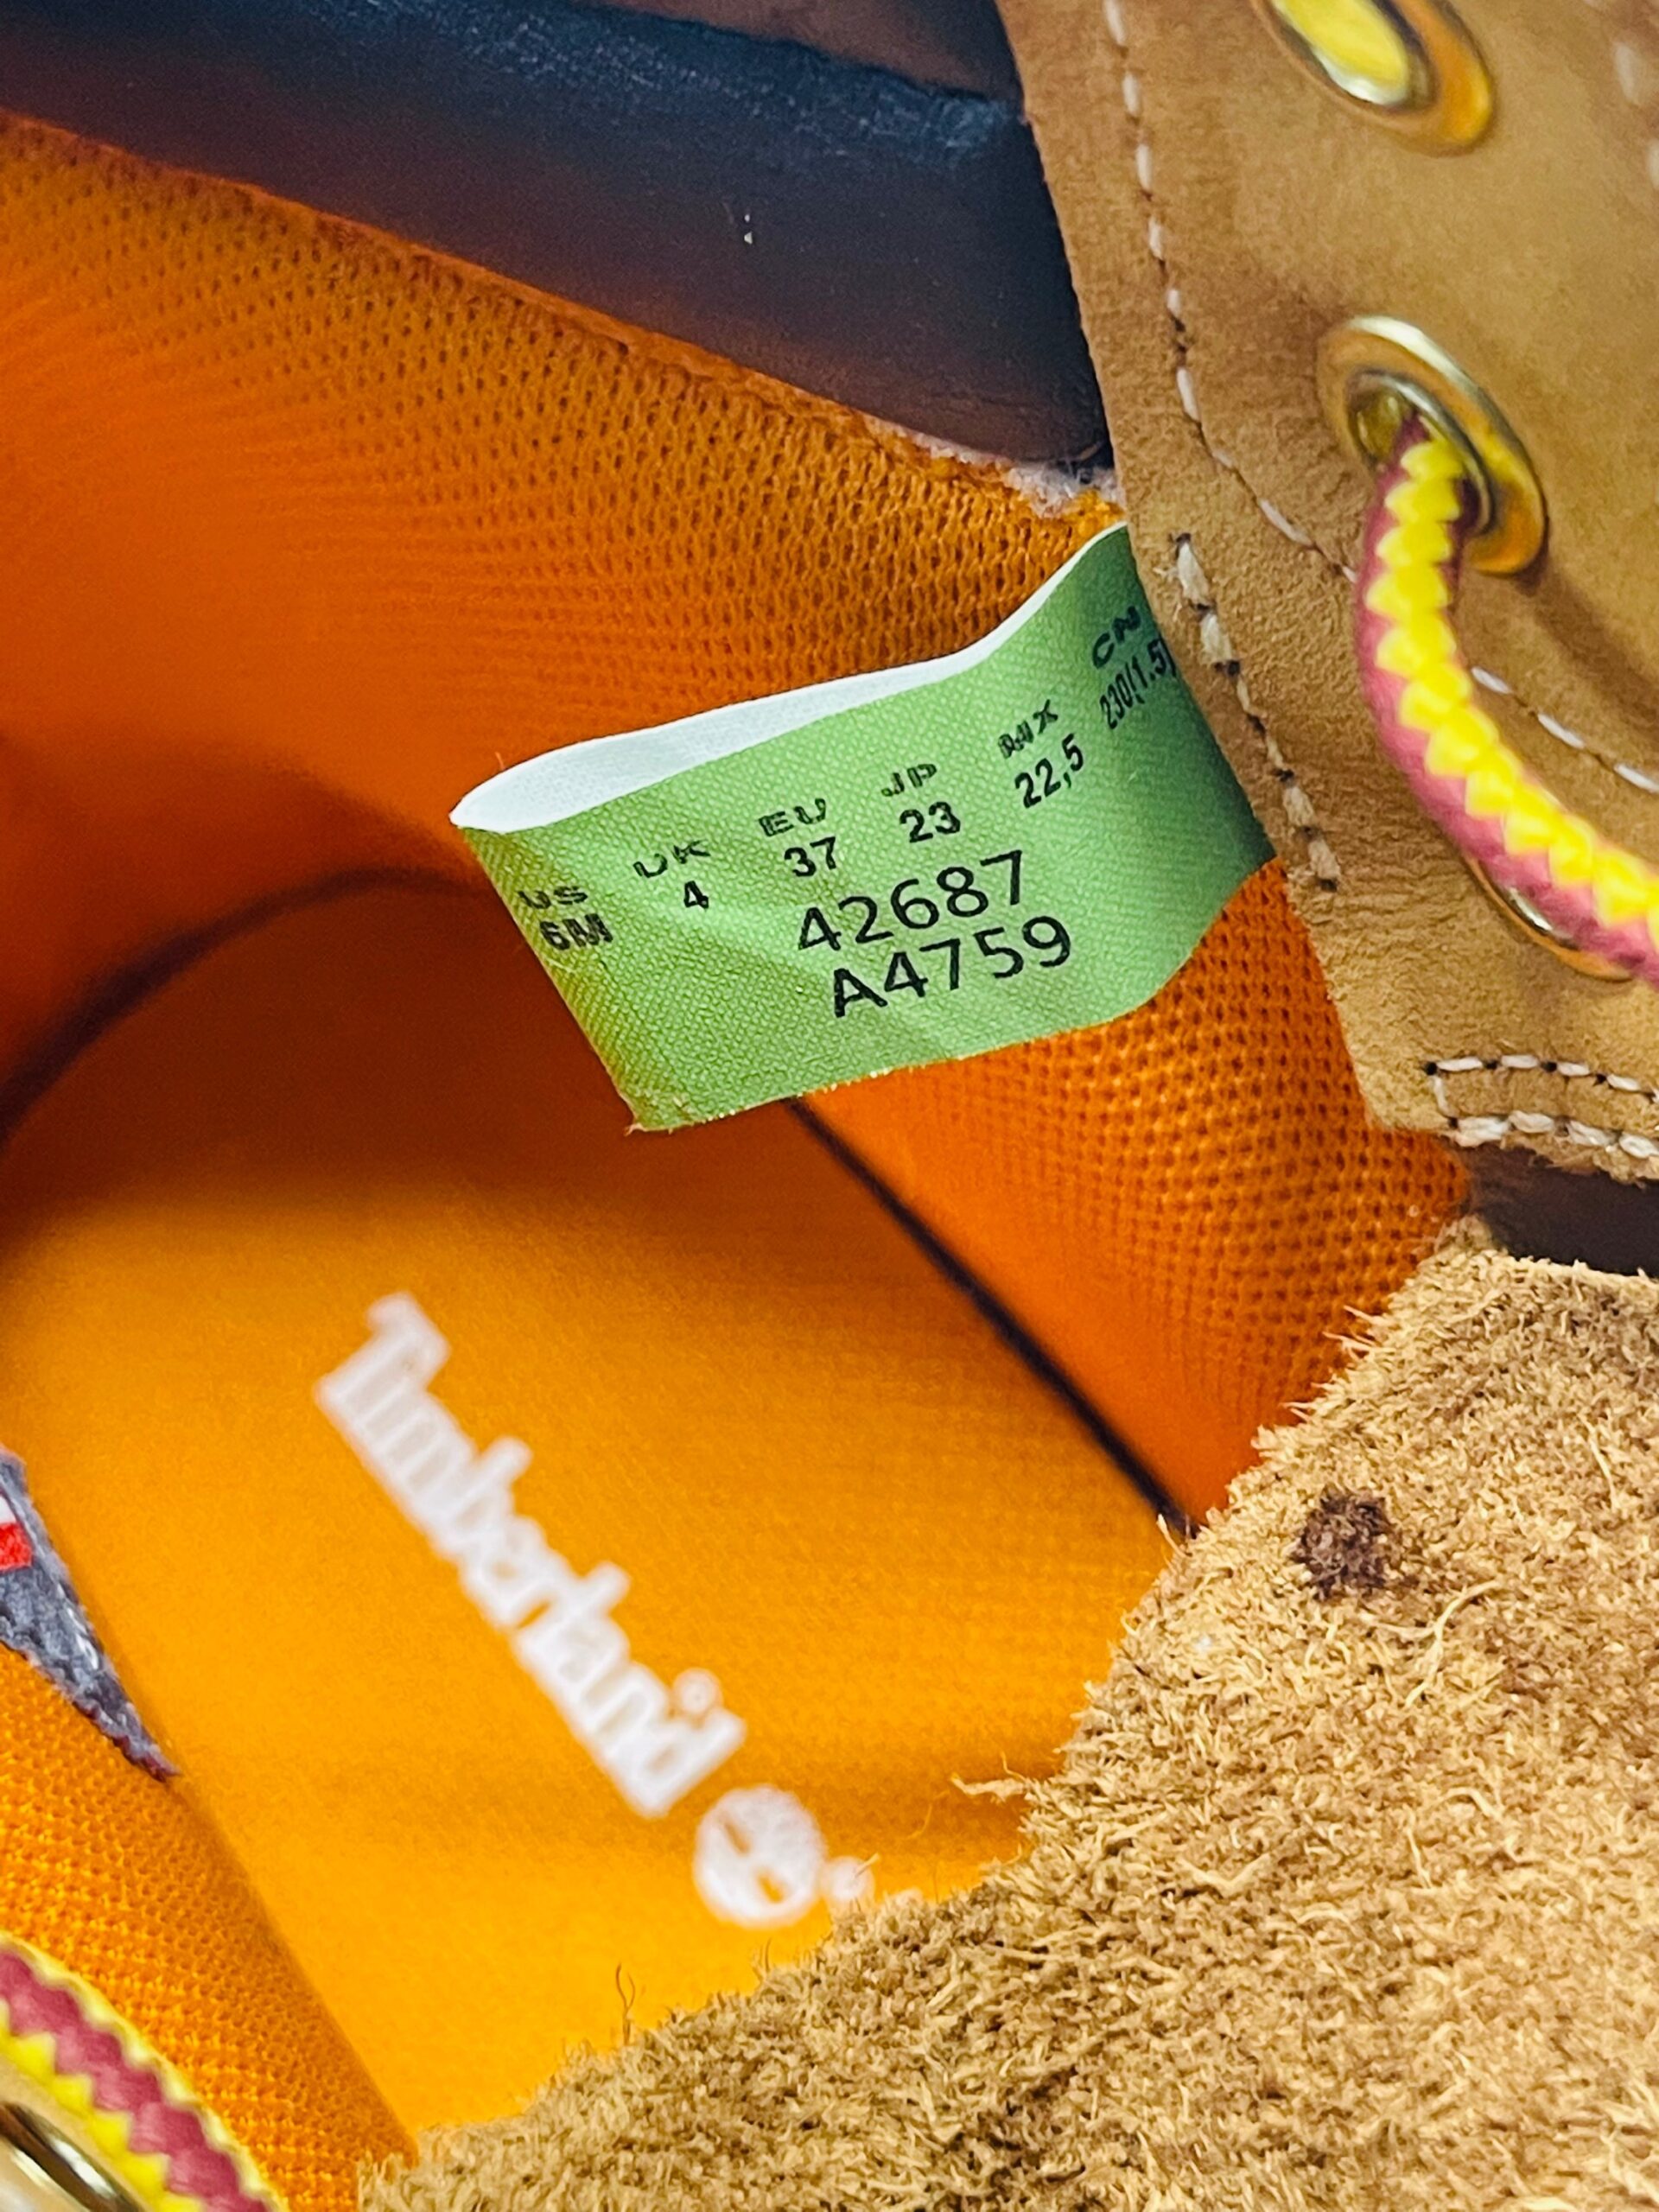 US UK EU JP MX CN
6M 4 37 23 22,5 230(1.5)
42687
A4759
Timberland